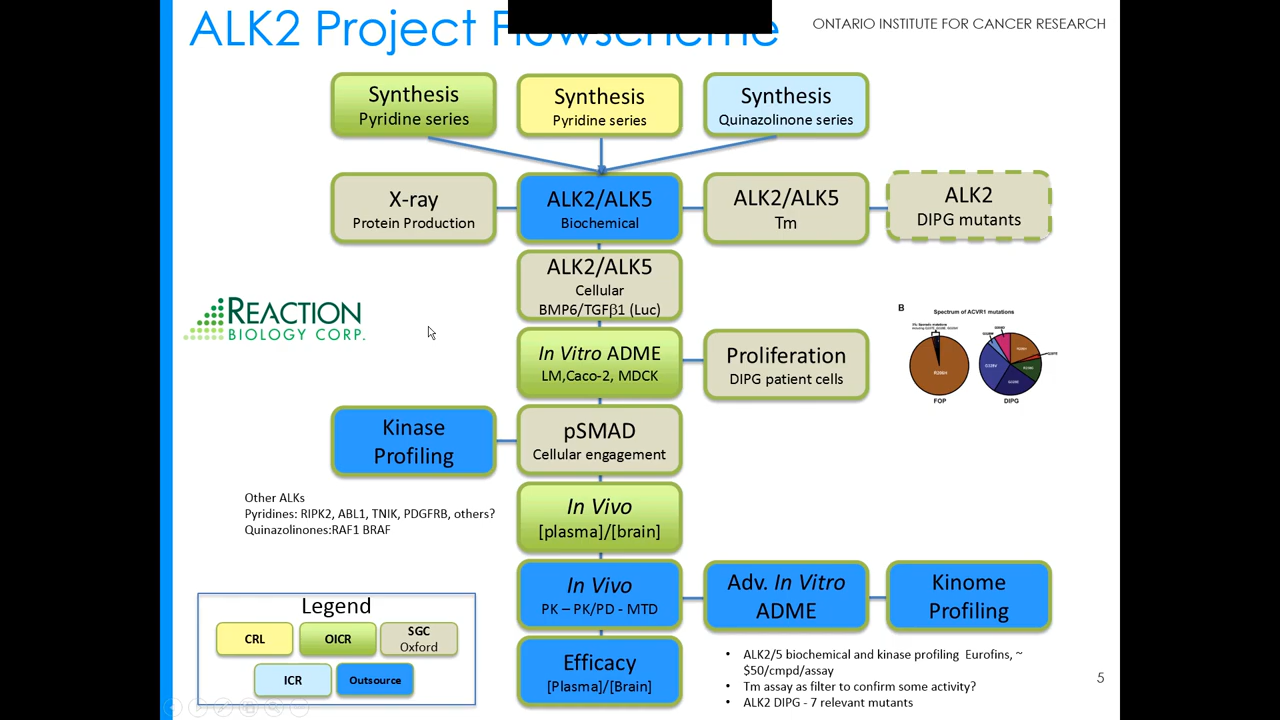 ALK2 Project Flowscheme
ONTARIO INSTITUTE FOR CANCER RESEARCH
Synthesis
Pyridine series
Synthesis
Pyridine series
Synthesis
Quinazolinone series
X-ray
Protein Production
ALK2/ALK5
Biochemical
ALK2/ALK5
Tm
ALK2
DIPG mutants
ALK2/ALK5
Cellular
BMP6/TGFβ1 (Luc)
REACTION
BIOLOGY CORP.
In Vitro ADME
LM,Caco-2, MDCK
Proliferation
DIPG patient cells
B
Spectrum of ACVR1 mutations
R206H
FOP
DIPG
Kinase
Profiling
pSMAD
Cellular engagement
Other ALKs
Pyridines: RIPK2, ABL1, TNIK, PDGFRB, others?
Quinazolinones:RAF1 BRAF
In Vivo
[plasma]/[brain]
In Vivo
PK – PK/PD - MTD
Adv. In Vitro
ADME
Kinome
Profiling
Efficacy
[Plasma]/[Brain]
Legend
CRL
OICR
SGC
Oxford
ICR
Outsource
• ALK2/5 biochemical and kinase profiling Eurofins, ~
$50/cmpd/assay
• Tm assay as filter to confirm some activity?
• ALK2 DIPG - 7 relevant mutants
5